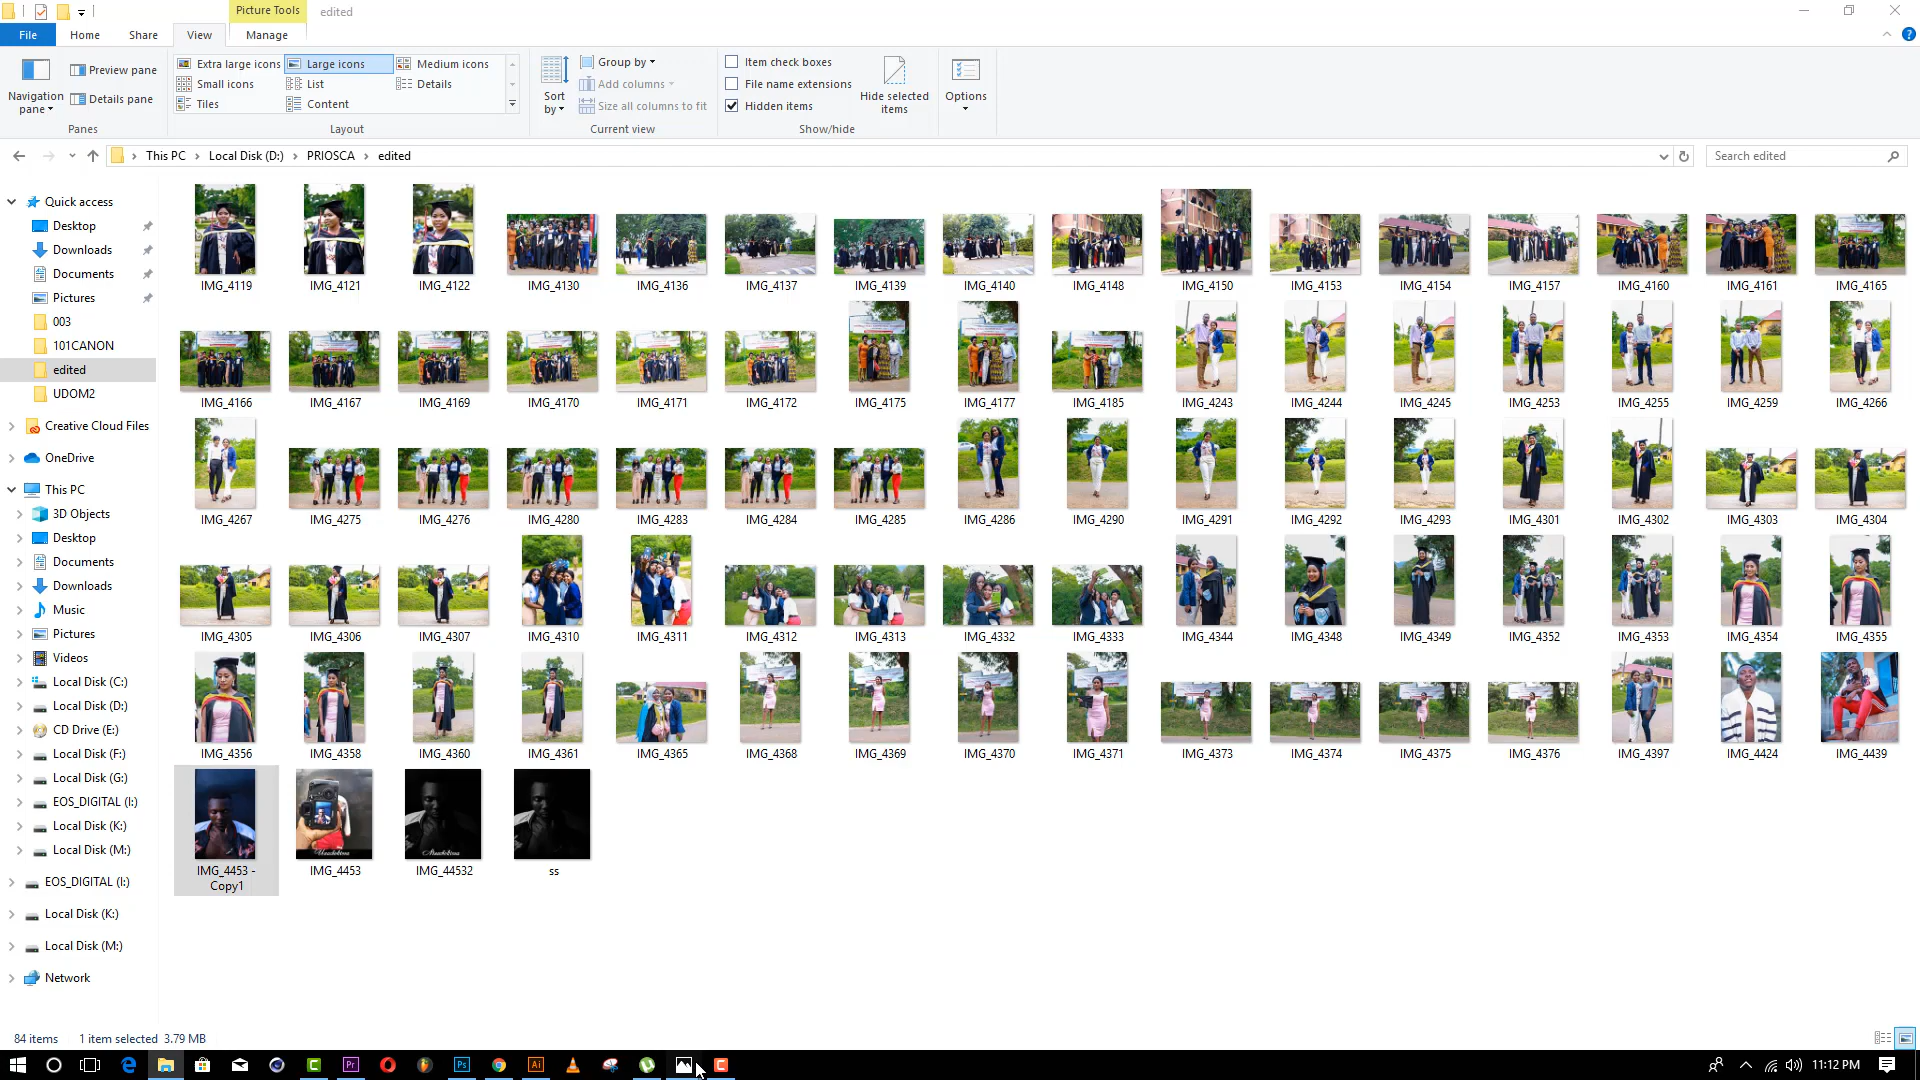 Picture Tools edited
File Home Share View Manage
Navigation pane
Preview pane
Details pane
Panes
Extra large icons Large icons Medium icons
Small icons List Details
Tiles Content
Layout
Sort by
Group by
Add columns
Size all columns to fit
Current view
Item check boxes
File name extensions
Hidden items
Hide selected items
Show/hide
Options
This PC Local Disk (D:) PRIOSCA edited
Search edited
Quick access
Desktop
Downloads
Documents
Pictures
003
101CANON
edited
UDOM2
Creative Cloud Files
OneDrive
This PC
3D Objects
Desktop
Documents
Downloads
Music
Pictures
Videos
Local Disk (C:)
Local Disk (D:)
CD Drive (E:)
Local Disk (F:)
Local Disk (G:)
EOS_DIGITAL (I:)
Local Disk (K:)
Local Disk (M:)
EOS_DIGITAL (I:)
Local Disk (K:)
Local Disk (M:)
Network
IMG_4119 IMG_4121 IMG_4122 IMG_4130 IMG_4136 IMG_4137 IMG_4139 IMG_4140 IMG_4148 IMG_4150 IMG_4153 IMG_4154 IMG_4157 IMG_4160 IMG_4161 IMG_4165
IMG_4166 IMG_4167 IMG_4169 IMG_4170 IMG_4171 IMG_4172 IMG_4175 IMG_4177 IMG_4185 IMG_4243 IMG_4244 IMG_4245 IMG_4253 IMG_4255 IMG_4259 IMG_4266
IMG_4267 IMG_4275 IMG_4276 IMG_4280 IMG_4283 IMG_4284 IMG_4285 IMG_4286 IMG_4290 IMG_4291 IMG_4292 IMG_4293 IMG_4301 IMG_4302 IMG_4303 IMG_4304
IMG_4305 IMG_4306 IMG_4307 IMG_4310 IMG_4311 IMG_4312 IMG_4313 IMG_4332 IMG_4333 IMG_4344 IMG_4348 IMG_4349 IMG_4352 IMG_4353 IMG_4354 IMG_4355
IMG_4356 IMG_4358 IMG_4360 IMG_4361 IMG_4365 IMG_4368 IMG_4369 IMG_4370 IMG_4371 IMG_4373 IMG_4374 IMG_4375 IMG_4376 IMG_4397 IMG_4424 IMG_4439
IMG_4453 - IMG_4453 IMG_44532 ss
Copy1
84 items 1 item selected 3.79 MB
Pr Ps Ai 11:12 PM